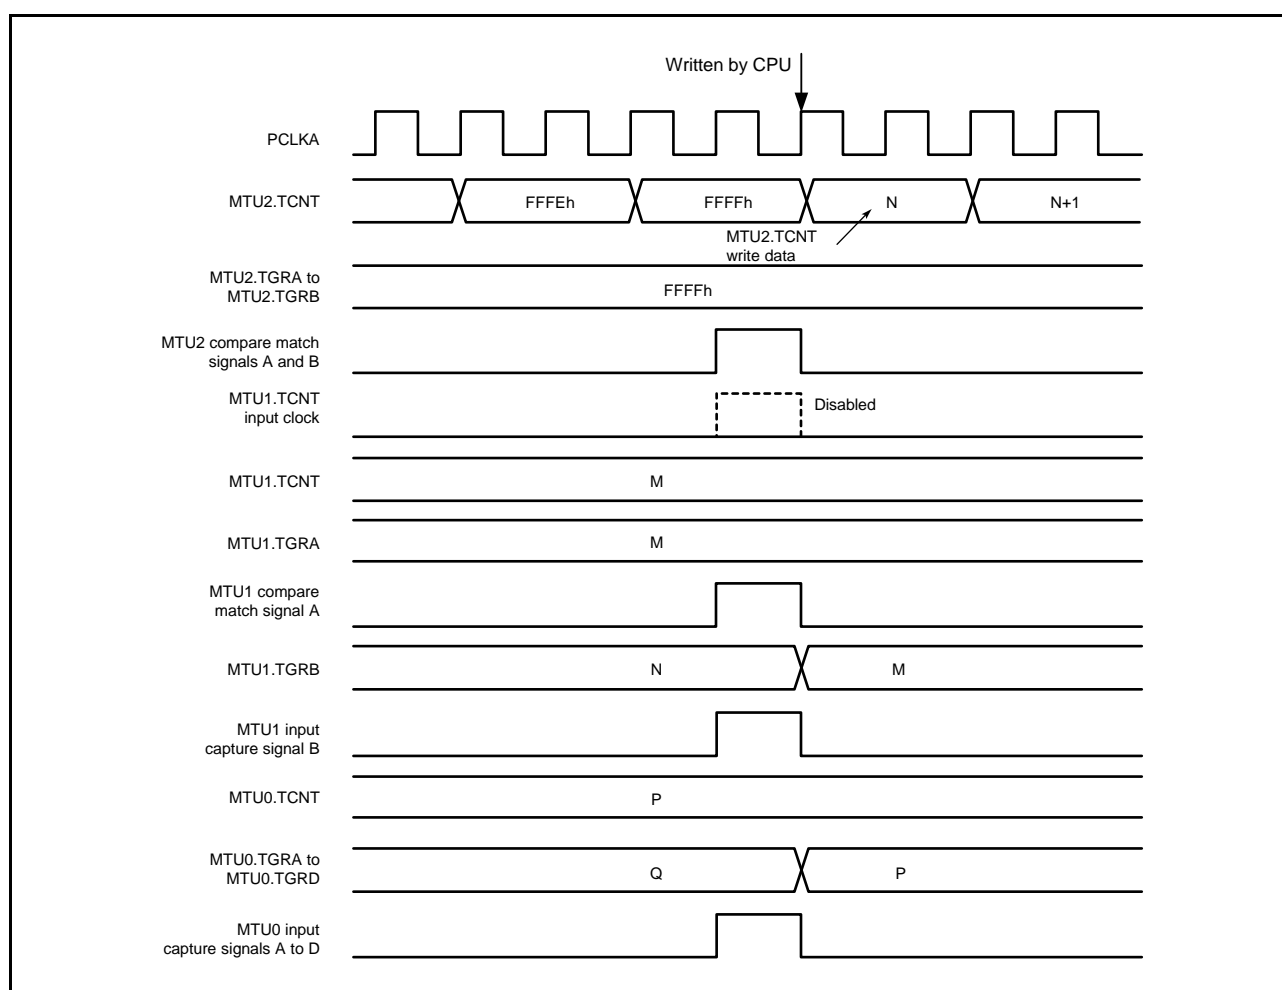 Written by CPU
PCLKA
MTU2.TCNT
FFFEh
FFFFh
N
N+1
MTU2.TCNT
write data
MTU2.TGRA to
MTU2.TGRB
FFFFh
MTU2 compare match
signals A and B
MTU1.TCNT
input clock
Disabled
MTU1.TCNT
M
MTU1.TGRA
M
MTU1 compare
match signal A
MTU1.TGRB
N
M
MTU1 input
capture signal B
MTU0.TCNT
P
MTU0.TGRA to
MTU0.TGRD
Q
P
MTU0 input
capture signals A to D